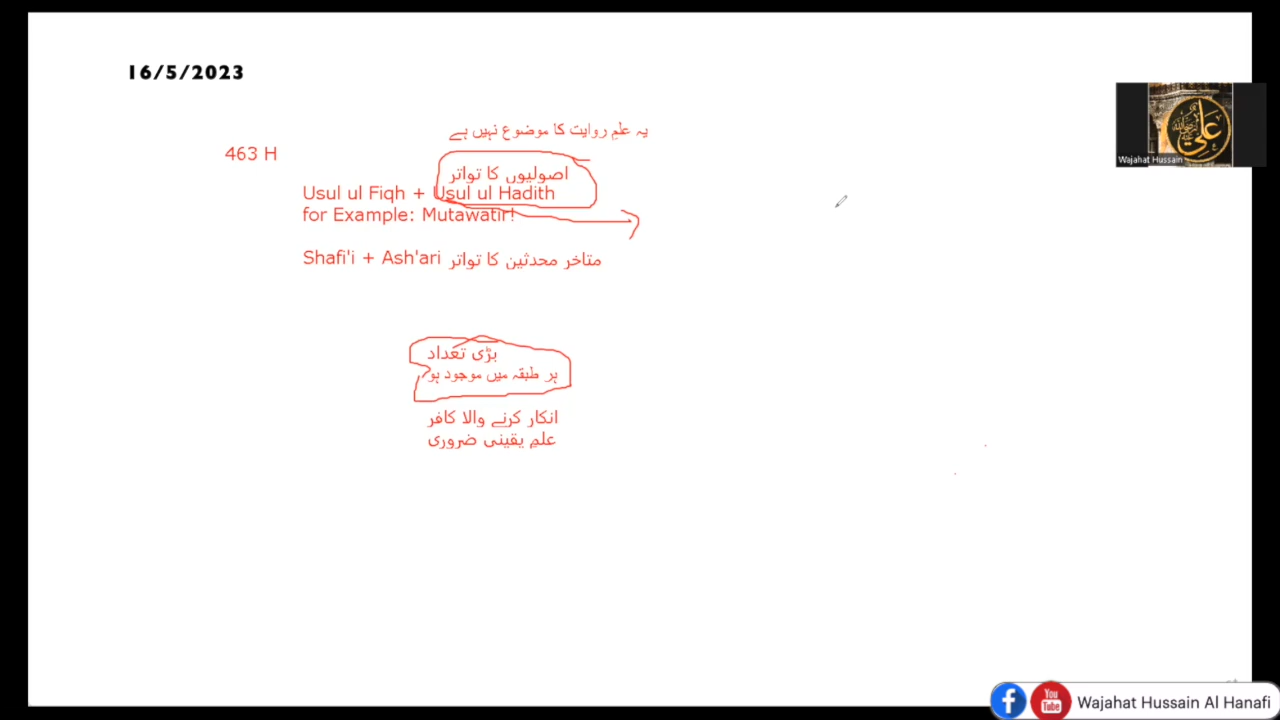 16/5/2023
یہ علمِ روایت کا موضوع نہیں ہے
463 H
اصولیوں کا تواتر
Usul ul Fiqh + Usul ul Hadith
for Example: Mutawatir!
Shafi'i + Ash'ari متاخر محدثین کا تواتر
بڑی تعداد
ہر طبقہ میں موجود ہو
انکار کرنے والا کافر
علمِ یقینی ضروری
Wajahat Hussain
You
Tube
Wajahat Hussain Al Hanafi